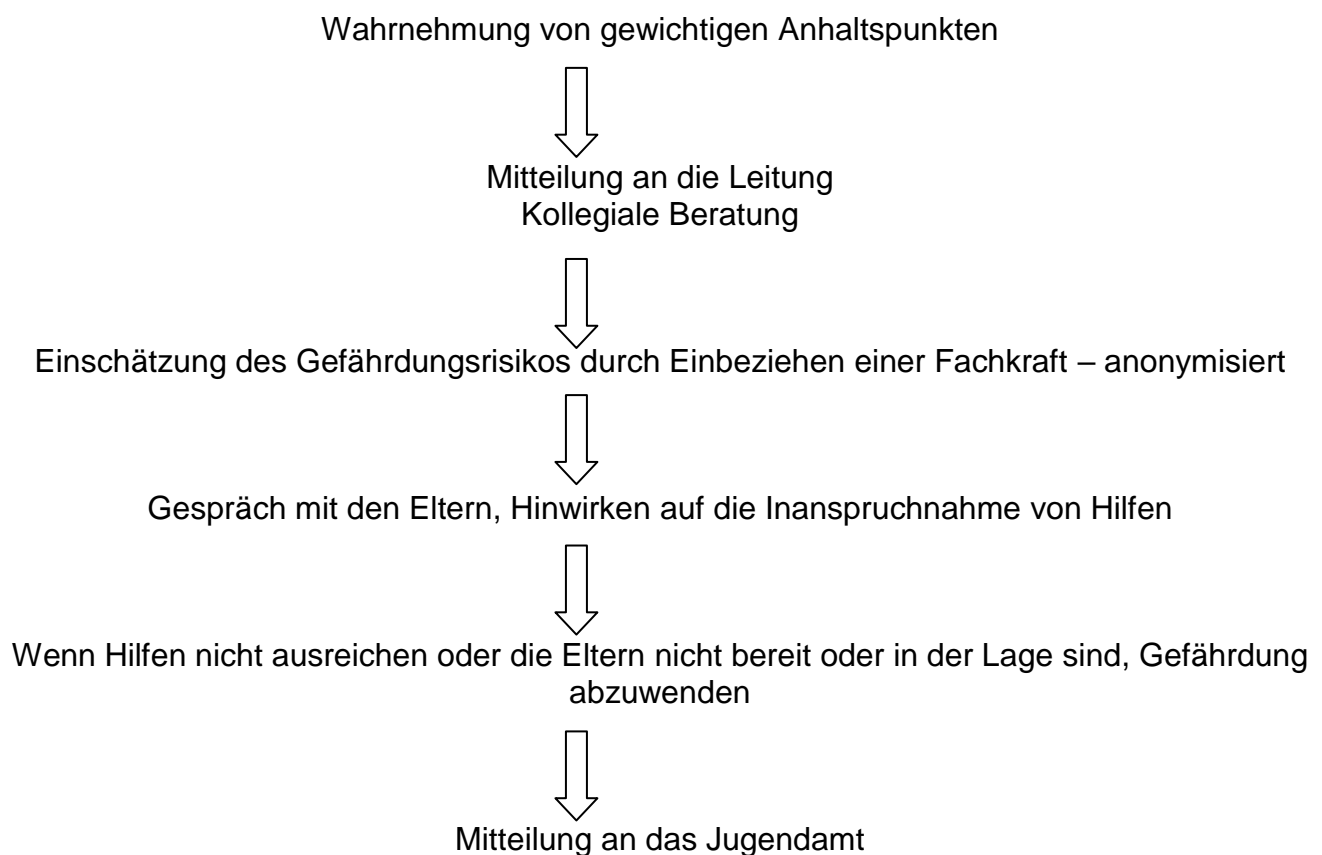 Wahrnehmung von gewichtigen Anhaltspunkten
Mitteilung an die Leitung
Kollegiale Beratung
Einschätzung des Gefährdungsrisikos durch Einbeziehen einer Fachkraft – anonymisiert
Gespräch mit den Eltern, Hinwirken auf die Inanspruchnahme von Hilfen
Wenn Hilfen nicht ausreichen oder die Eltern nicht bereit oder in der Lage sind, Gefährdung
abzuwenden
Mitteilung an das Jugendamt